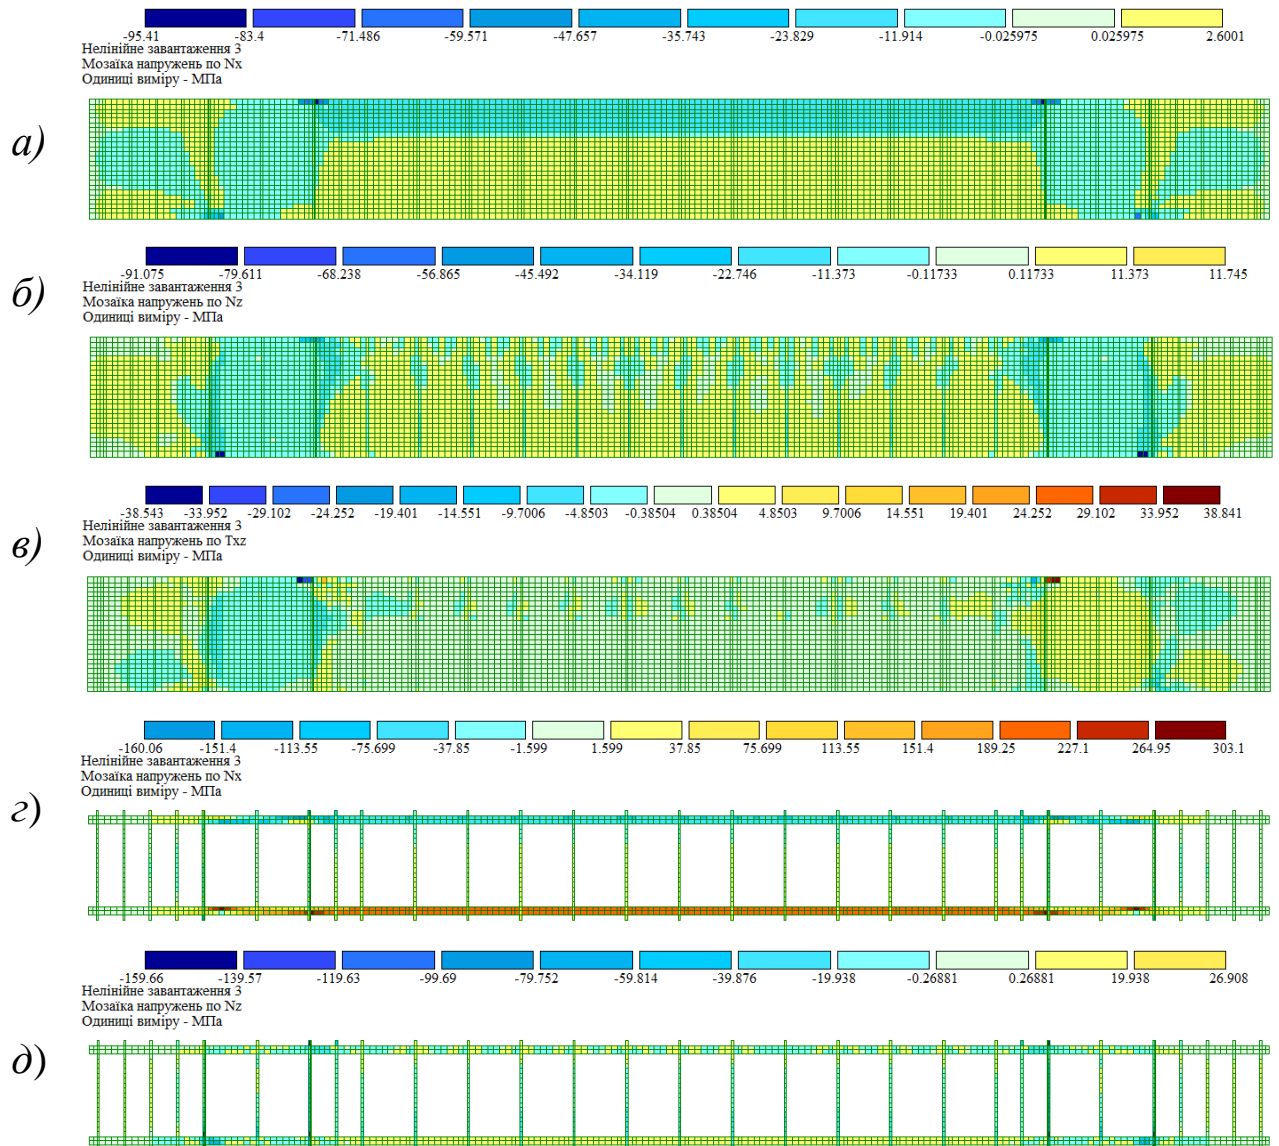 -95.41 -83.4 -71.486 -59.571 -47.657 -35.743 -23.829 -11.914 -0.025975 0.025975 2.6001
Нелінійне завантаження 3
Мозаїка напружень по Nx
Одиниці виміру - МПа
а)
-91.075 -79.611 -68.238 -56.865 -45.492 -34.119 -22.746 -11.373 -0.11733 0.11733 11.373 11.745
Нелінійне завантаження 3
Мозаїка напружень по Nz
Одиниці виміру - МПа
б)
-38.543 -33.952 -29.102 -24.252 -19.401 -14.551 -9.7006 -4.8503 -0.38504 0.38504 4.8503 9.7006 14.551 19.401 24.252 29.102 33.952 38.841
Нелінійне завантаження 3
Мозаїка напружень по Txz
Одиниці виміру - МПа
в)
-160.06 -151.4 -113.55 -75.699 -37.85 -1.599 1.599 37.85 75.699 113.55 151.4 189.25 227.1 264.95 303.1
Нелінійне завантаження 3
Мозаїка напружень по Nx
Одиниці виміру - МПа
г)
-159.66 -139.57 -119.63 -99.69 -79.752 -59.814 -39.876 -19.938 -0.26881 0.26881 19.938 26.908
Нелінійне завантаження 3
Мозаїка напружень по Nz
Одиниці виміру - МПа
д)